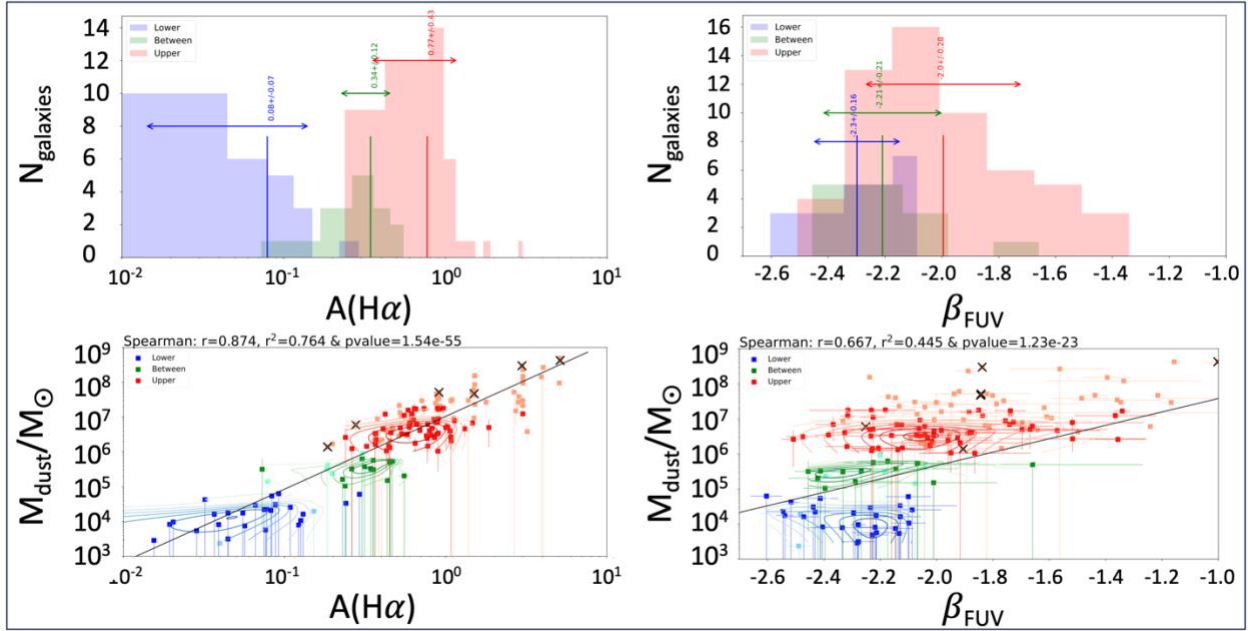 14
12
10
8
6
4
2
0
N galaxies
Lower
Between
Upper
0.08+/-0.07
0.34+/-0.12
0.77+/-0.43
10-2 10-1 100 101
A(Hα)
16
14
12
10
8
6
4
2
0
N galaxies
Lower
Between
Upper
-2.3+/-0.16
-2.21+/-0.21
-2.0+/-0.28
-2.6 -2.4 -2.2 -2.0 -1.8 -1.6 -1.4 -1.2 -1.0
βFUV
Spearman: r=0.874, r2=0.764 & pvalue=1.54e-55
109
108
107
106
105
104
103
Mdust/M⊙
Lower
Between
Upper
10-2 10-1 100 101
A(Hα)
Spearman: r=0.667, r2=0.445 & pvalue=1.23e-23
109
108
107
106
105
104
103
Mdust/M⊙
Lower
Between
Upper
-2.6 -2.4 -2.2 -2.0 -1.8 -1.6 -1.4 -1.2 -1.0
βFUV